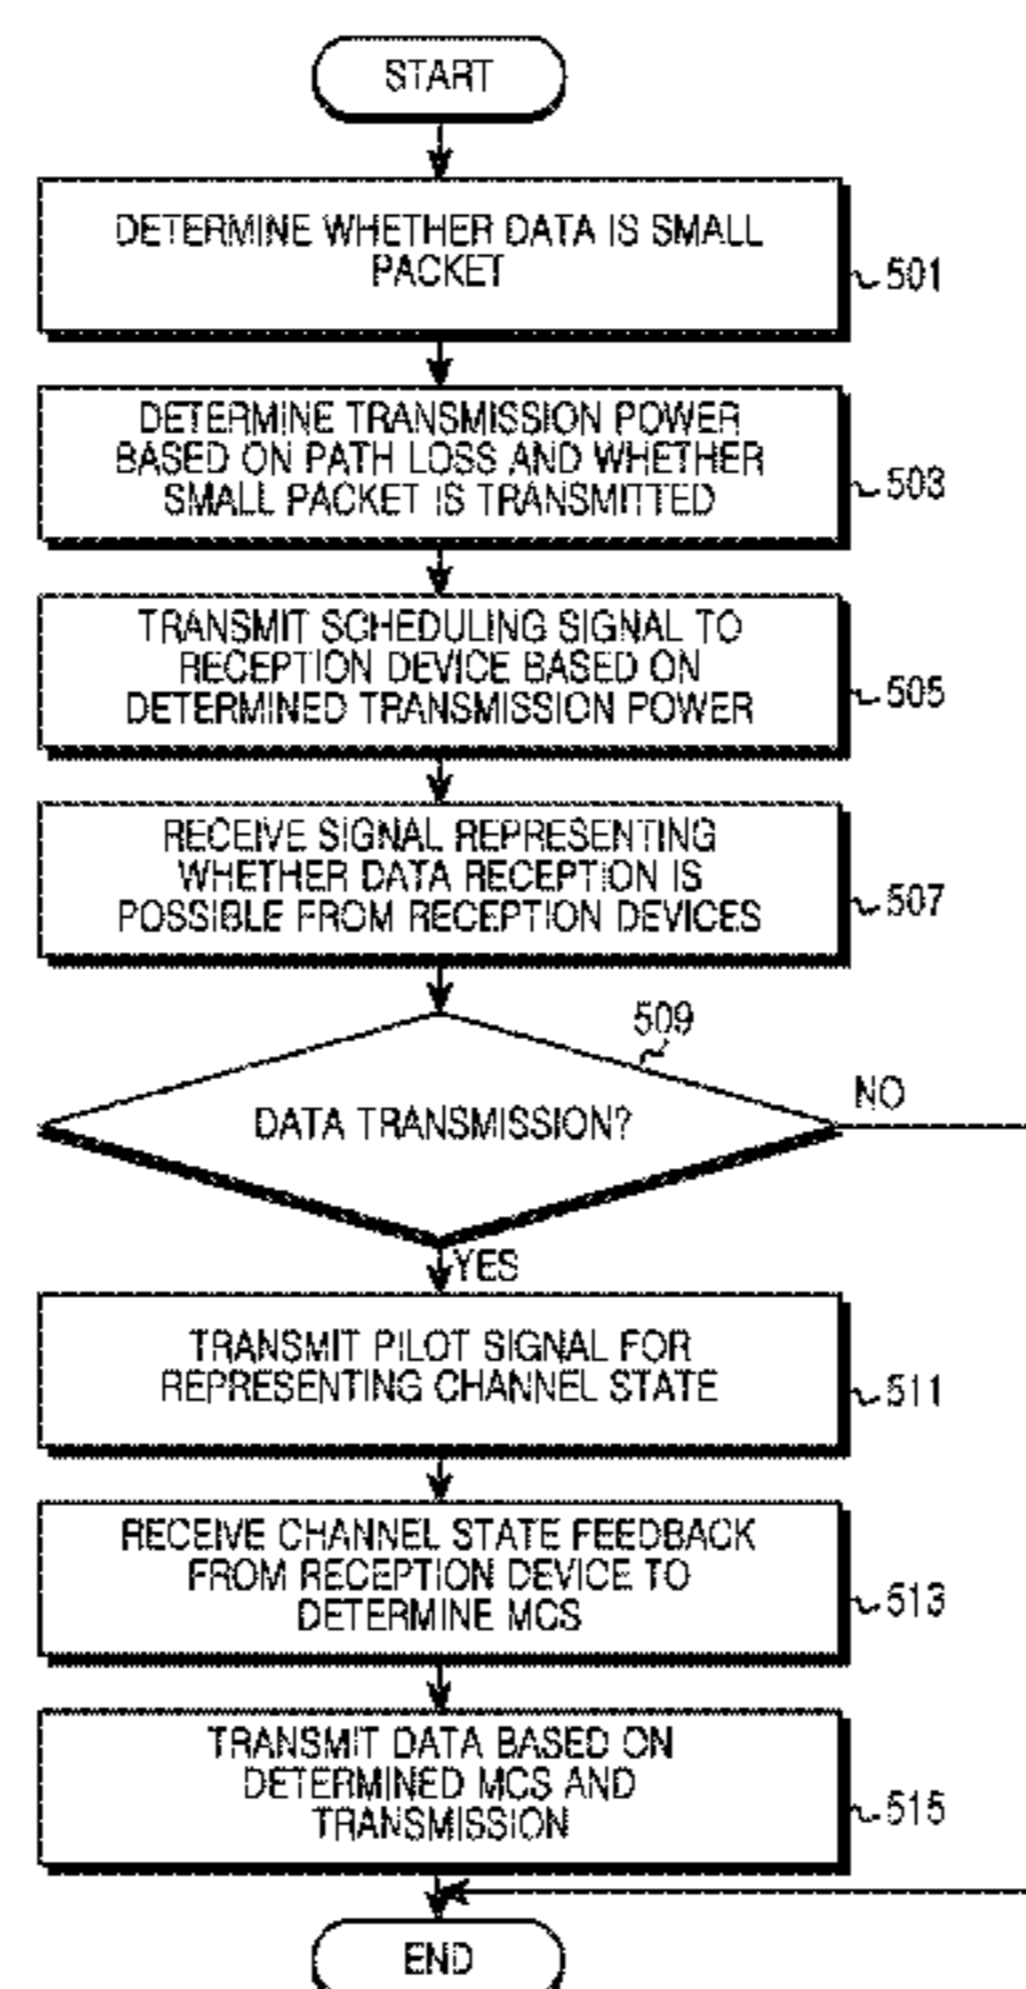 START
DETERMINE WHETHER DATA IS SMALL
PACKET
501
DETERMINE TRANSMISSION POWER
BASED ON PATH LOSS AND WHETHER
SMALL PACKET IS TRANSMITTED
503
TRANSMIT SCHEDULING SIGNAL TO
RECEPTION DEVICE BASED ON
DETERMINED TRANSMISSION POWER
505
RECEIVE SIGNAL REPRESENTING
WHETHER DATA RECEPTION IS
POSSIBLE FROM RECEPTION DEVICES
507
509
DATA TRANSMISSION?
NO
YES
TRANSMIT PILOT SIGNAL FOR
REPRESENTING CHANNEL STATE
511
RECEIVE CHANNEL STATE FEEDBACK
FROM RECEPTION DEVICE TO
DETERMINE MCS
513
TRANSMIT DATA BASED ON
DETERMINED MCS AND
TRANSMISSION
515
END